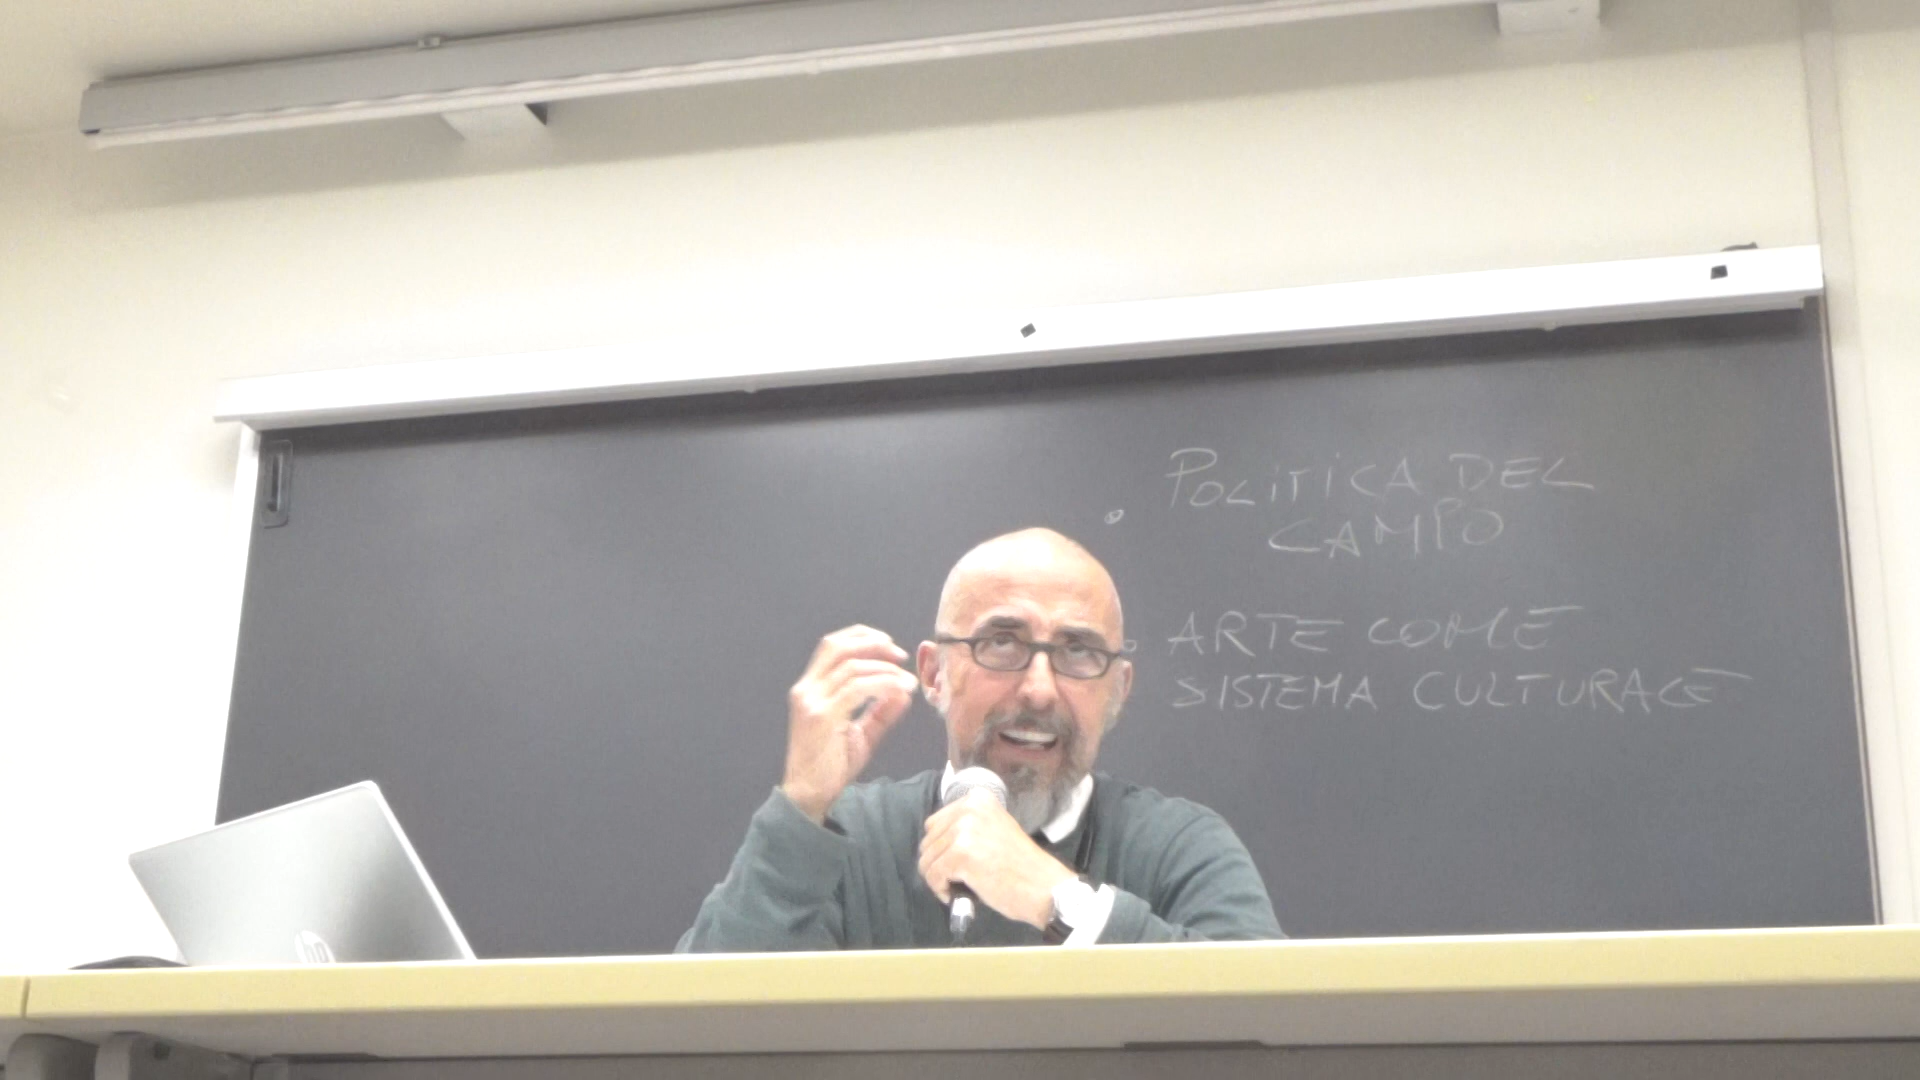 POLITICA DEL
CAMPO
ARTE COME
SISTEMA CULTURALE
hp